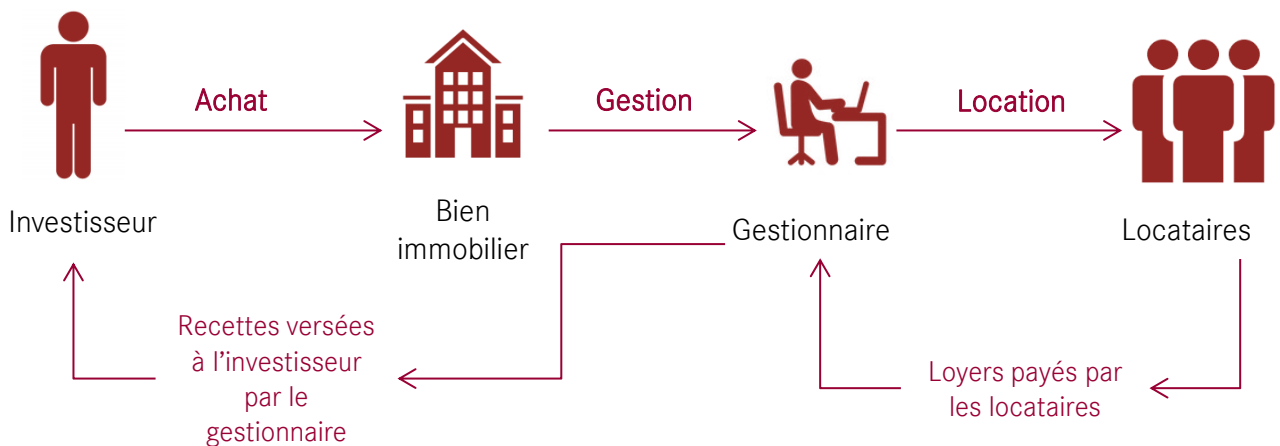 Achat
Gestion
Location
Investisseur
Bien
immobilier
Gestionnaire
Locataires
Recettes versées
à l'investisseur
par le
gestionnaire
Loyers payés par
les locataires